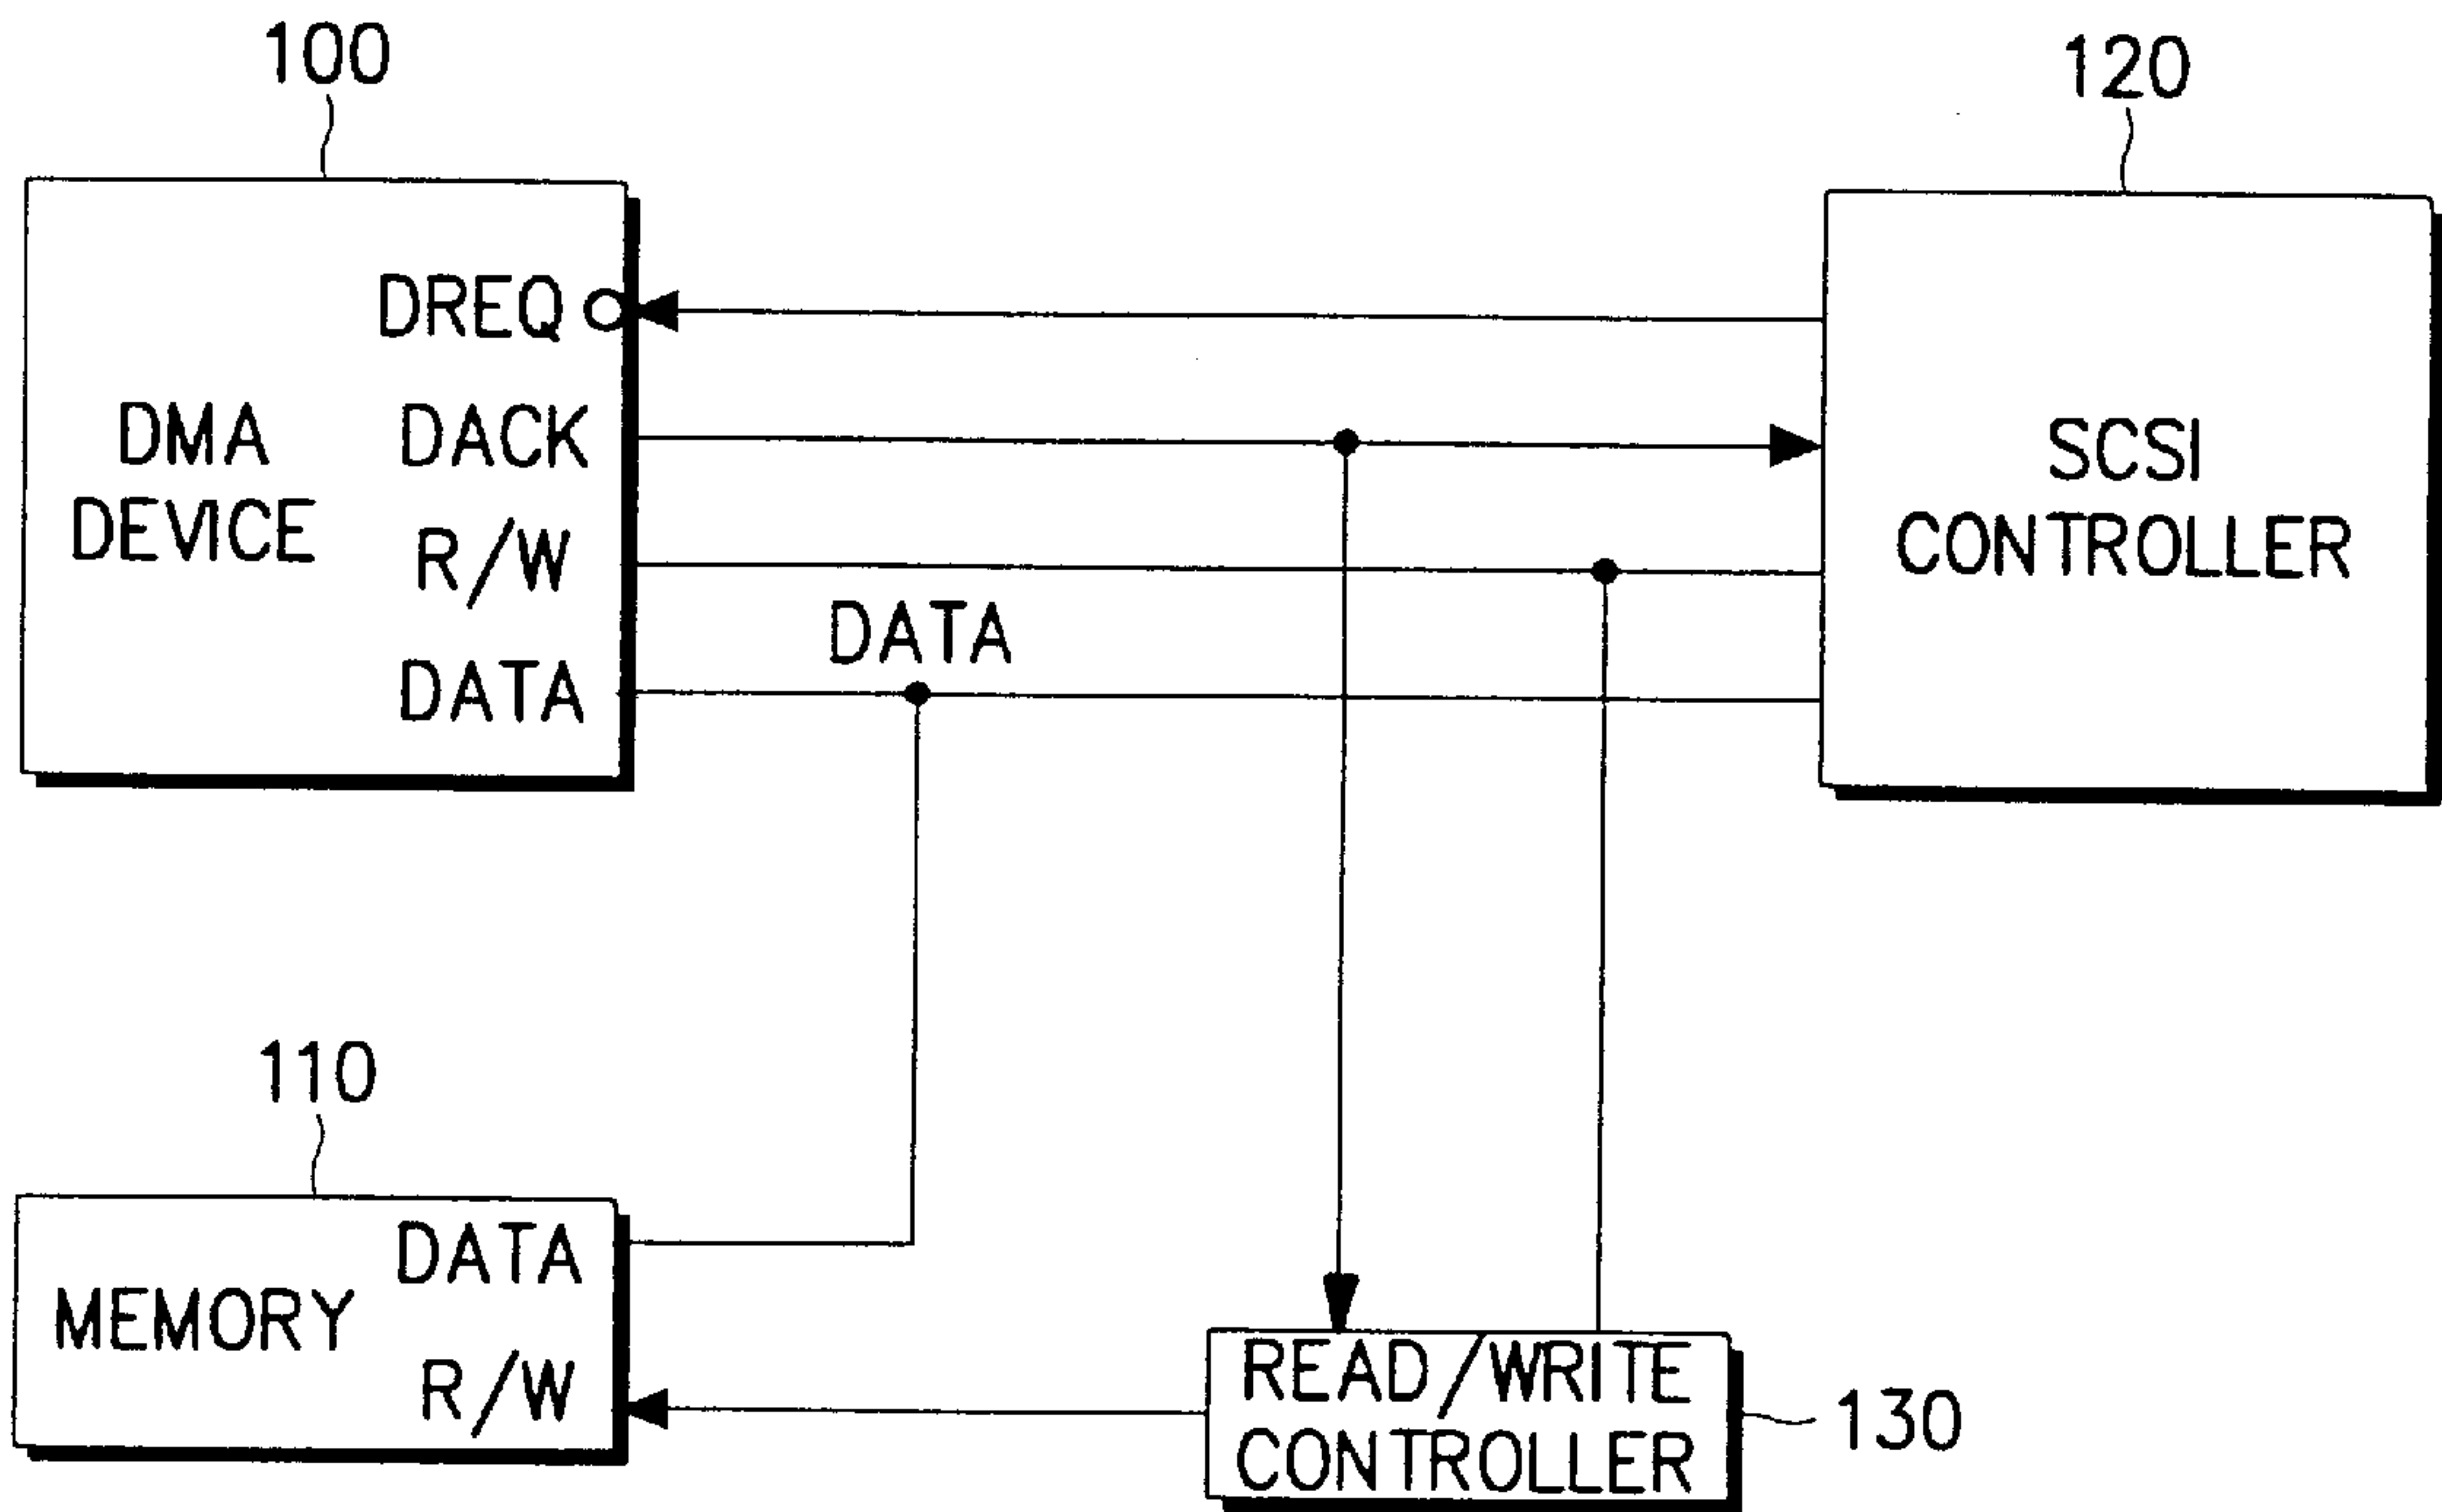 100
120
DREQ
DMA
DEVICE
DACK
R/W
DATA
DATA
SCSI
CONTROLLER
110
MEMORY
DATA
R/W
READ/WRITE
CONTROLLER
130